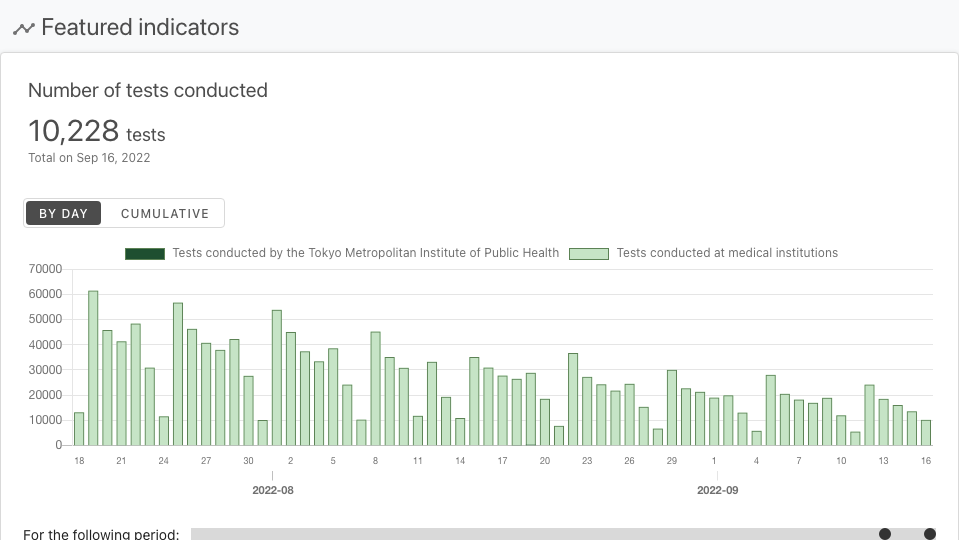 Featured indicators
Number of tests conducted
10,228 tests
Total on Sep 16, 2022
BY DAY CUMULATIVE
Tests conducted by the Tokyo Metropolitan Institute of Public Health Tests conducted at medical institutions
70000
60000
50000
40000
30000
20000
10000
0
18 21 24 27 30 2 5 8 11 14 17 20 23 26 29 1 4 7 10 13 16
2022-08 2022-09
For the following period: